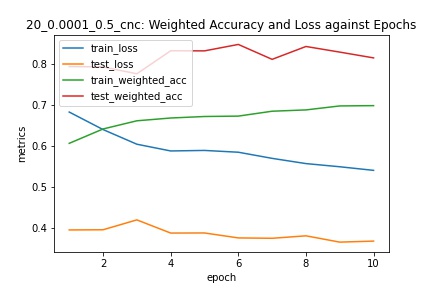 20_0.0001_0.5_cnc: Weighted Accuracy and Loss against Epochs
train_loss
test_loss
train_weighted_acc
test_weighted_acc
metrics
0.8
0.7
0.6
0.5
0.4
2 4 6 8 10
epoch